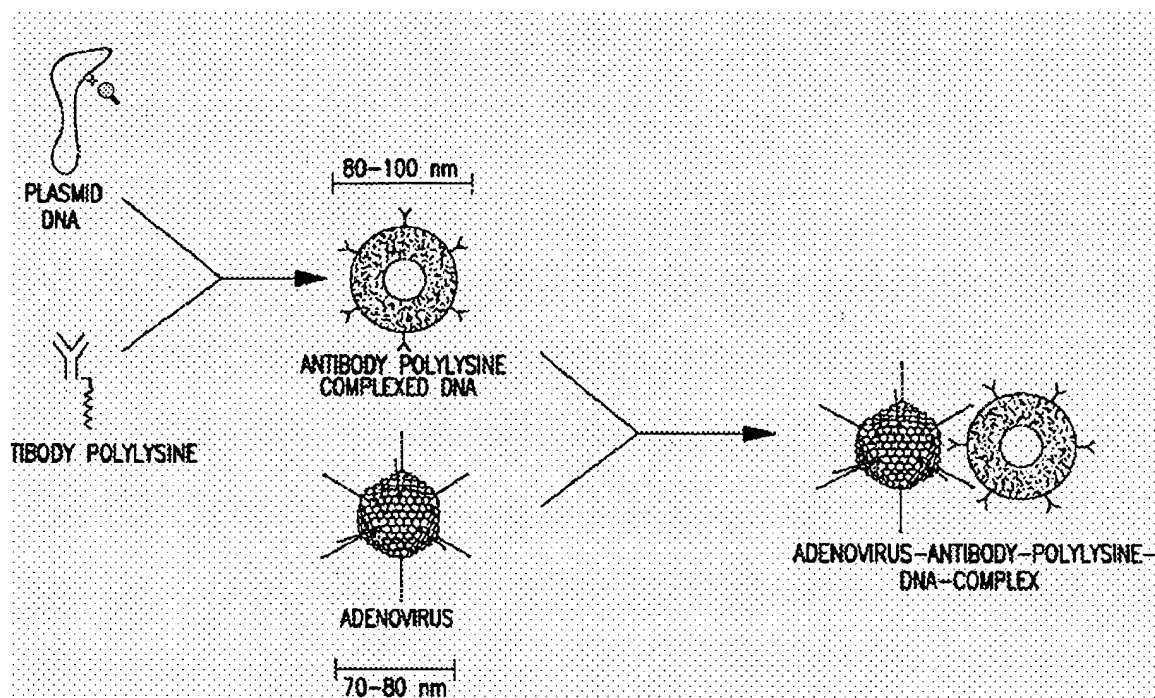 PLASMID
DNA
80-100 nm
ANTIBODY POLYLYSINE
COMPLEXED DNA
TIBODY POLYLYSINE
ADENOVIRUS
70-80 nm
ADENOVIRUS-ANTIBODY-POLYLYSINE-
DNA-COMPLEX